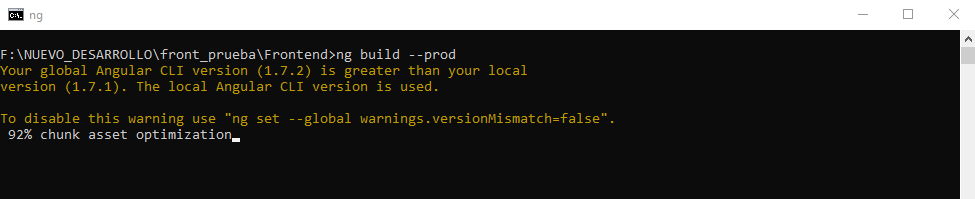 ng
F:\NUEVO_DESARROLLO\front_prueba\Frontend>ng build --prod
Your global Angular CLI version (1.7.2) is greater than your local
version (1.7.1). The local Angular CLI version is used.
To disable this warning use "ng set --global warnings.versionMismatch=false".
92% chunk asset optimization